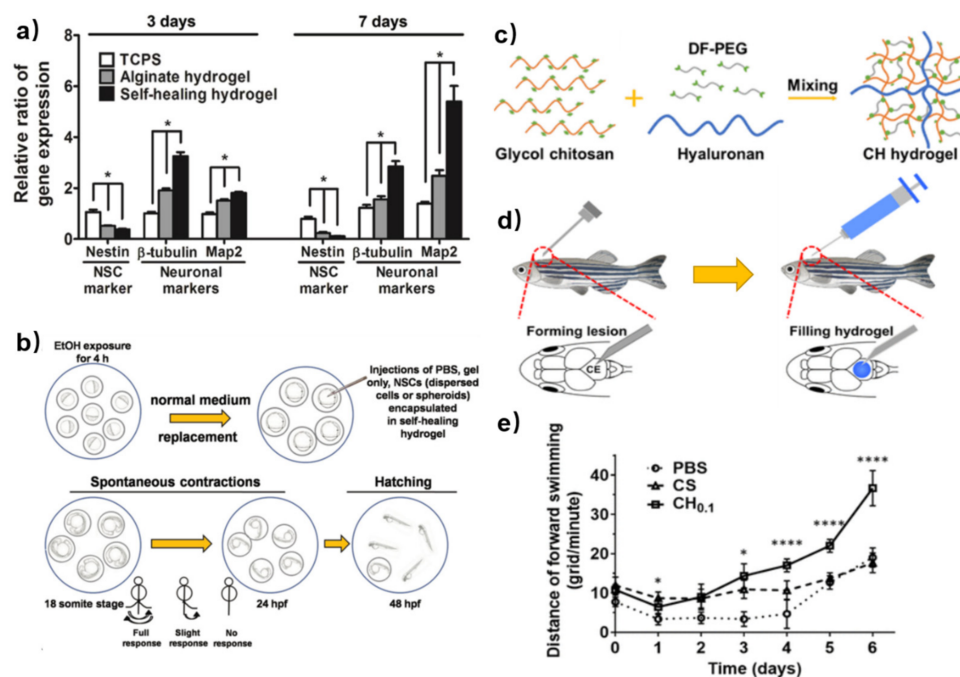 a)
3 days
7 days
TCPS
Alginate hydrogel
Self-healing hydrogel
Relative ratio of
gene expression
8
6
4
2
0
*
*
*
*
*
*
Nestin
β-tubulin
Map2
Nestin
β-tubulin
Map2
NSC
marker
Neuronal
markers
NSC
marker
Neuronal
markers
b)
EtOH exposure
for 4 h
normal medium
replacement
Injections of PBS, gel
only, NSCs (dispersed
cells or spheroids)
encapsulated
in self-healing
hydrogel
Spontaneous contractions
Hatching
18 somite stage
24 hpf
48 hpf
Full
response
Slight
response
No
response
c)
DF-PEG
Mixing
+
Glycol chitosan
Hyaluronan
CH hydrogel
d)
Forming lesion
Filling hydrogel
CE
e)
PBS
CS
CH0.1
Distance of forward swimming
(grid/minute)
40
30
20
10
0
*
*
****
****
****
0 1 2 3 4 5 6
Time (days)